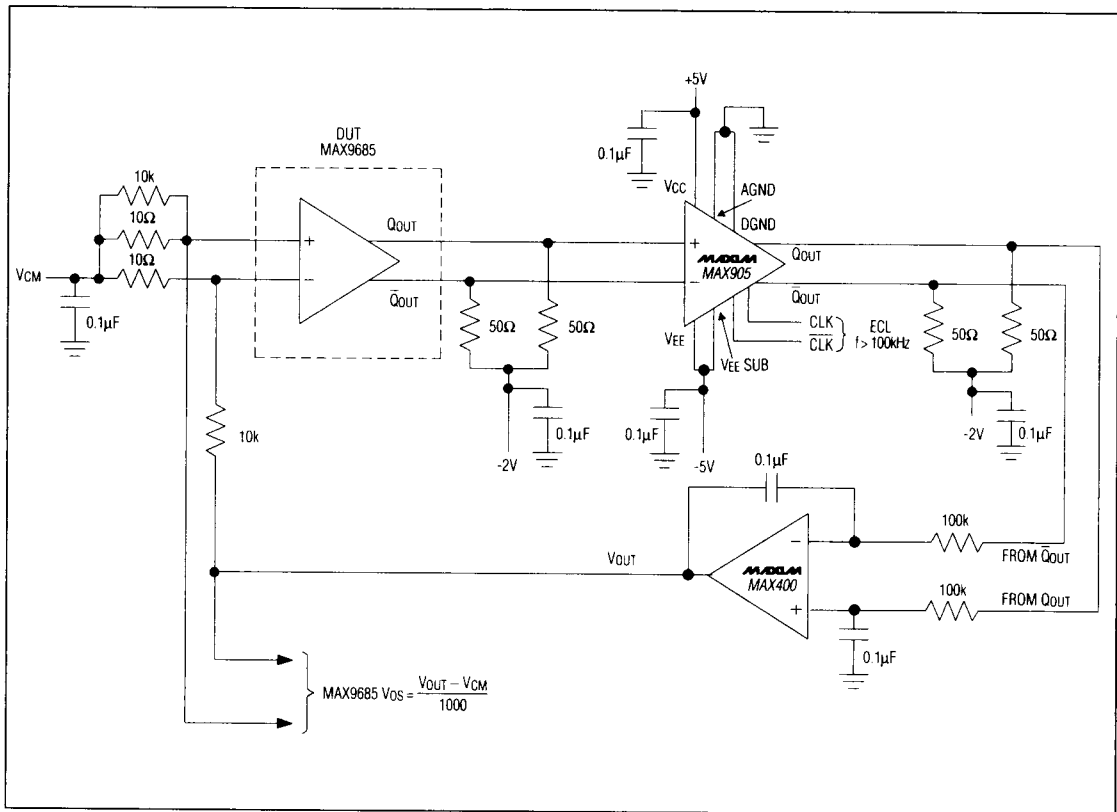 +5V
DUT
MAX9685
0.1µF
10k
VCC
AGND
10Ω
DGND
QOUT
QOUT
+
+
VCM
10Ω
MAXIM
MAX905
−
−
Q̅OUT
Q̅OUT
0.1µF
50Ω
50Ω
CLK
C̅L̅K̅
ECL
f > 100kHz
50Ω
50Ω
VEE
VEE SUB
10k
0.1µF
0.1µF
0.1µF
-2V
-5V
-2V
0.1µF
100k
−
FROM Q̅OUT
VOUT
MAXIM
MAX400
100k
FROM QOUT
+
0.1µF
MAX9685 VOS = VOUT − VCM
1000